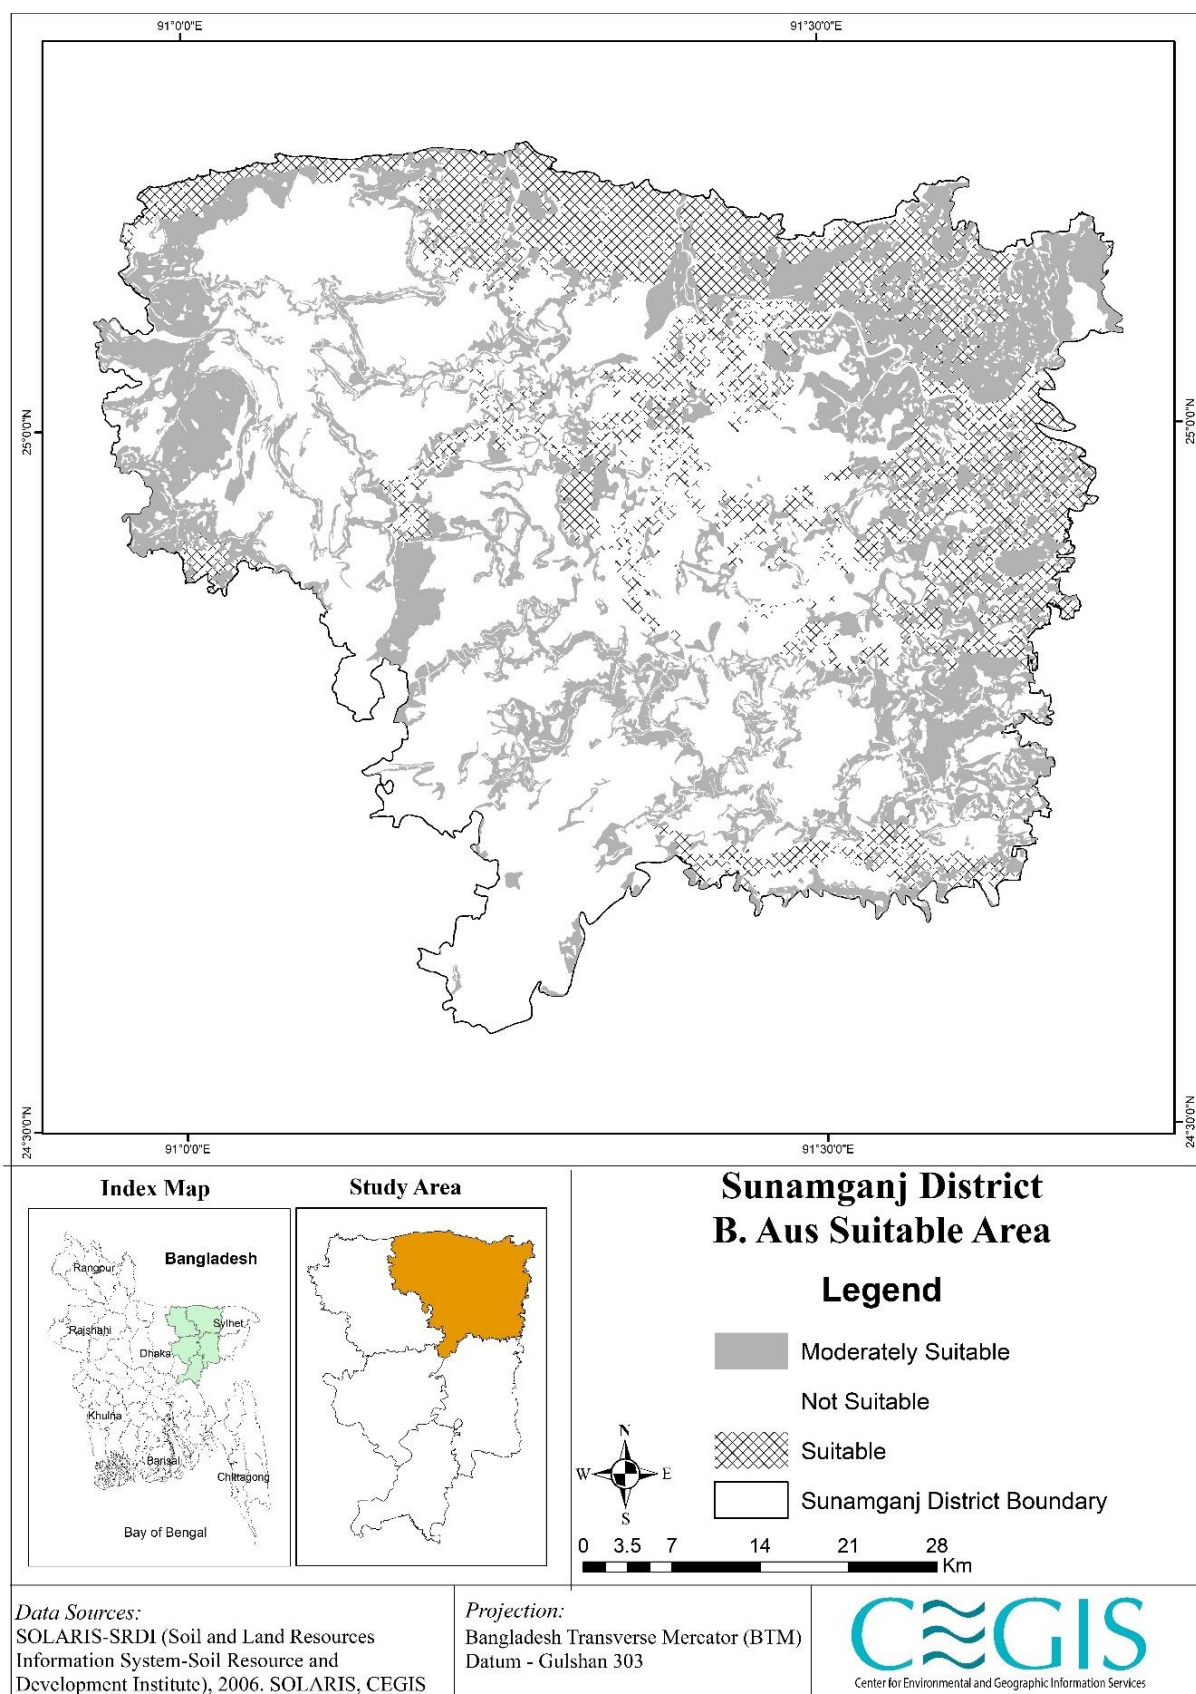 91°0'0"E
91°30'0"E
25°0'0"N
25°0'0"N
24°30'0"N
24°30'0"N
91°0'0"E
91°30'0"E
Index Map
Bangladesh
Rangpur
Rajshahi
Sylhet
Dhaka
Khulna
Barisal
Chittagong
Bay of Bengal
Study Area
Sunamganj District
B. Aus Suitable Area
Legend
Moderately Suitable
Not Suitable
Suitable
Sunamganj District Boundary
N
W
E
S
0 3.5 7 14 21 28
Km
Data Sources:
SOLARIS-SRDI (Soil and Land Resources
Information System-Soil Resource and
Development Institute), 2006. SOLARIS, CEGIS
Projection:
Bangladesh Transverse Mercator (BTM)
Datum - Gulshan 303
CEGIS
Center for Environmental and Geographic Information Services